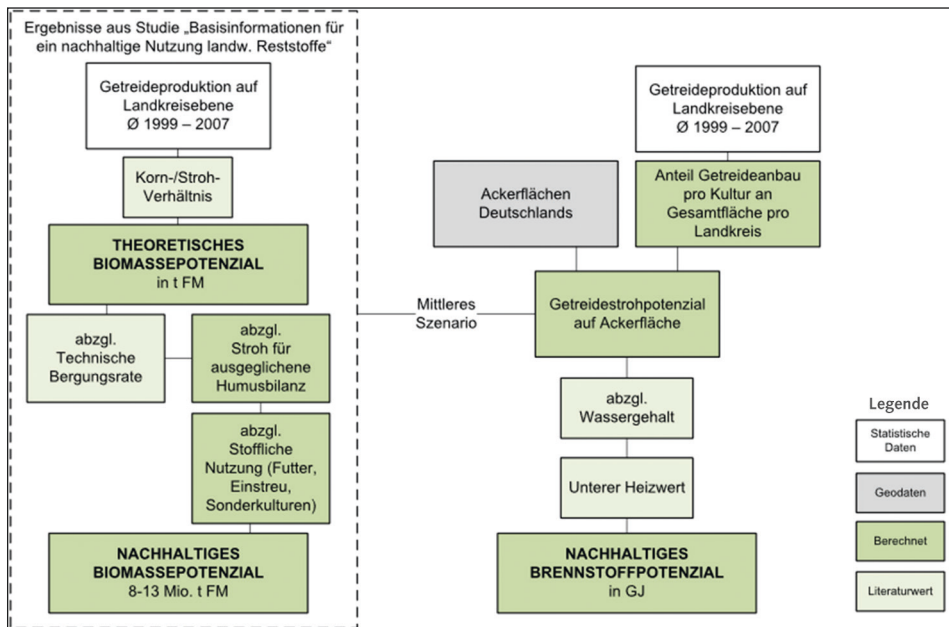 Ergebnisse aus Studie „Basisinformationen für
ein nachhaltige Nutzung landw. Reststoffe“
Getreideproduktion auf
Landkreisebene
Ø 1999 – 2007
Korn-/Stroh-
Verhältnis
THEORETISCHES
BIOMASSEPOTENZIAL
in t FM
abzgl.
Technische
Bergungsrate
abzgl.
Stroh für
ausgeglichene
Humusbilanz
abzgl.
Stoffliche
Nutzung (Futter,
Einstreu,
Sonderkulturen)
NACHHALTIGES
BIOMASSEPOTENZIAL
8-13 Mio. t FM
Mittleres
Szenario
Getreideproduktion auf
Landkreisebene
Ø 1999 – 2007
Ackerflächen
Deutschlands
Anteil Getreideanbau
pro Kultur an
Gesamtfläche pro
Landkreis
Getreidestrohpotenzial
auf Ackerfläche
abzgl.
Wassergehalt
Unterer Heizwert
NACHHALTIGES
BRENNSTOFFPOTENZIAL
in GJ
Legende
Statistische
Daten
Geodaten
Berechnet
Literaturwert